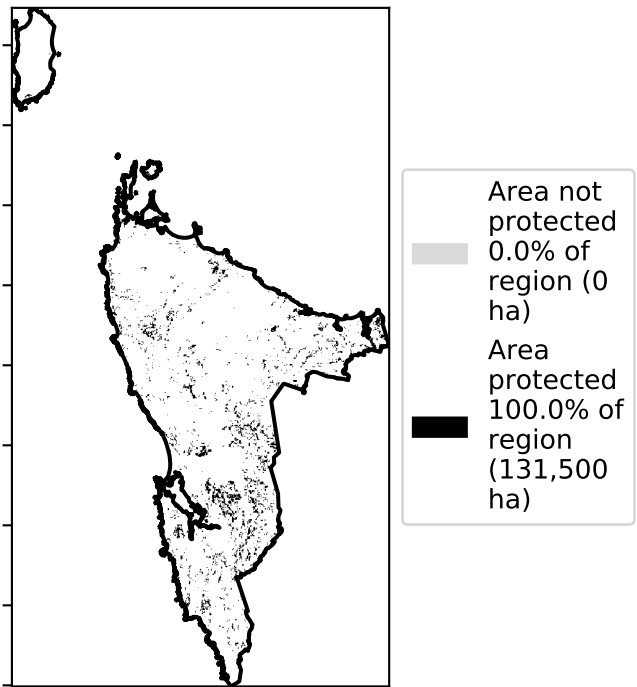 Area not
protected
0.0% of
region (0
ha)
Area
protected
100.0% of
region
(131,500
ha)